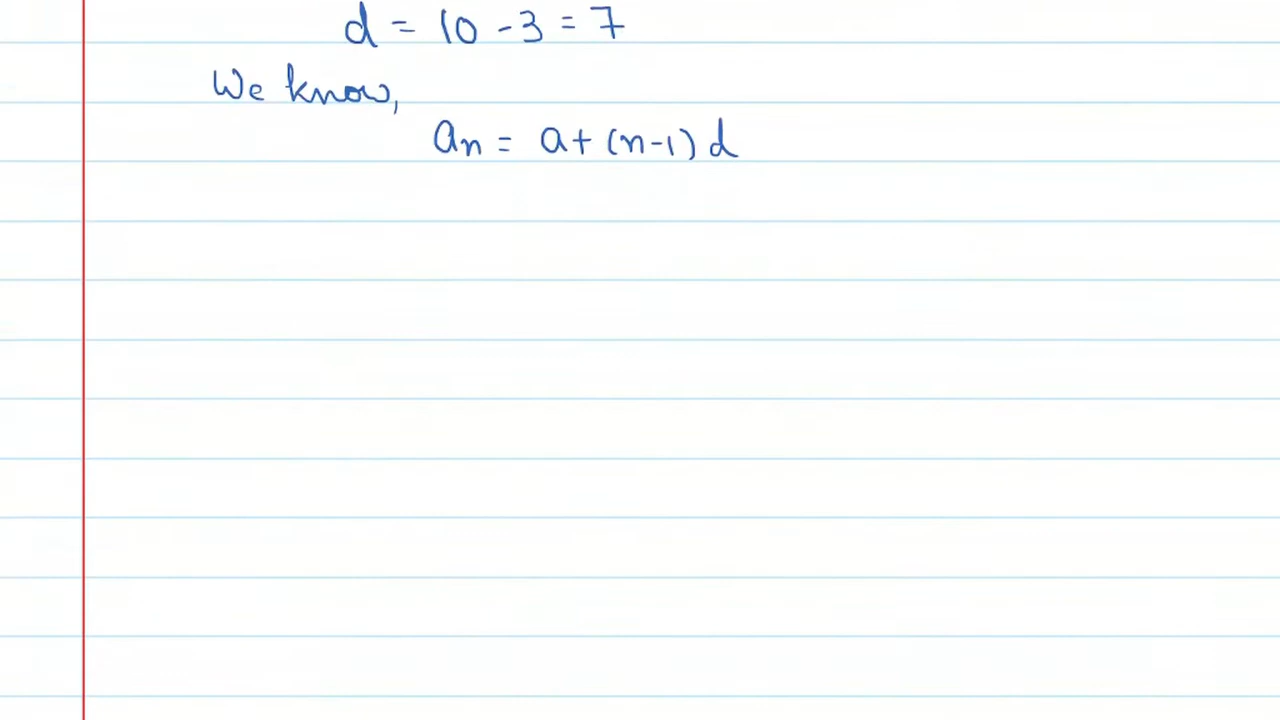 d = 10 - 3 = 7
We know,
an = a + (n-1) d